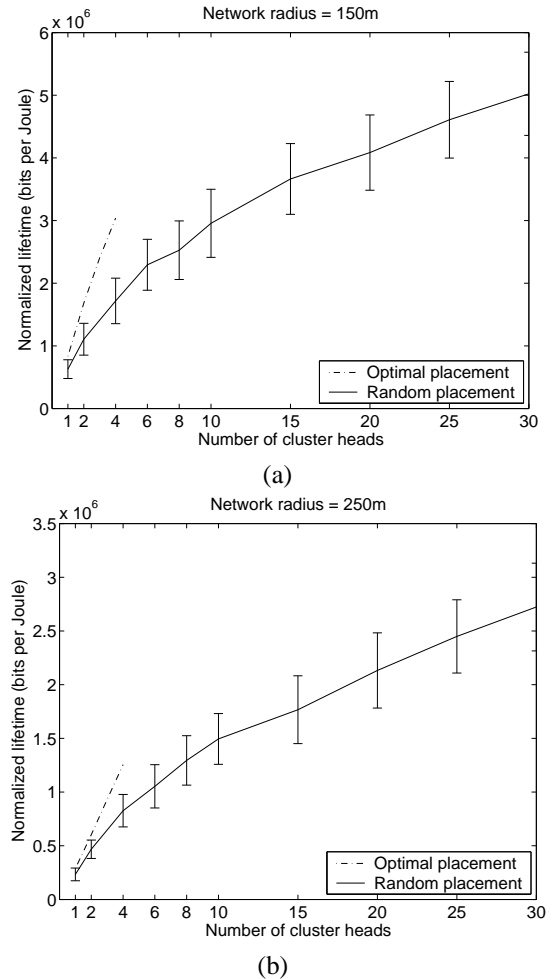 Network radius = 150m
x 10^6
6
5
4
3
2
1
0
Normalized lifetime (bits per Joule)
Optimal placement
Random placement
1 2 4 6 8 10 15 20 25 30
Number of cluster heads
(a)
Network radius = 250m
x 10^6
3.5
3
2.5
2
1.5
1
0.5
0
Normalized lifetime (bits per Joule)
Optimal placement
Random placement
1 2 4 6 8 10 15 20 25 30
Number of cluster heads
(b)